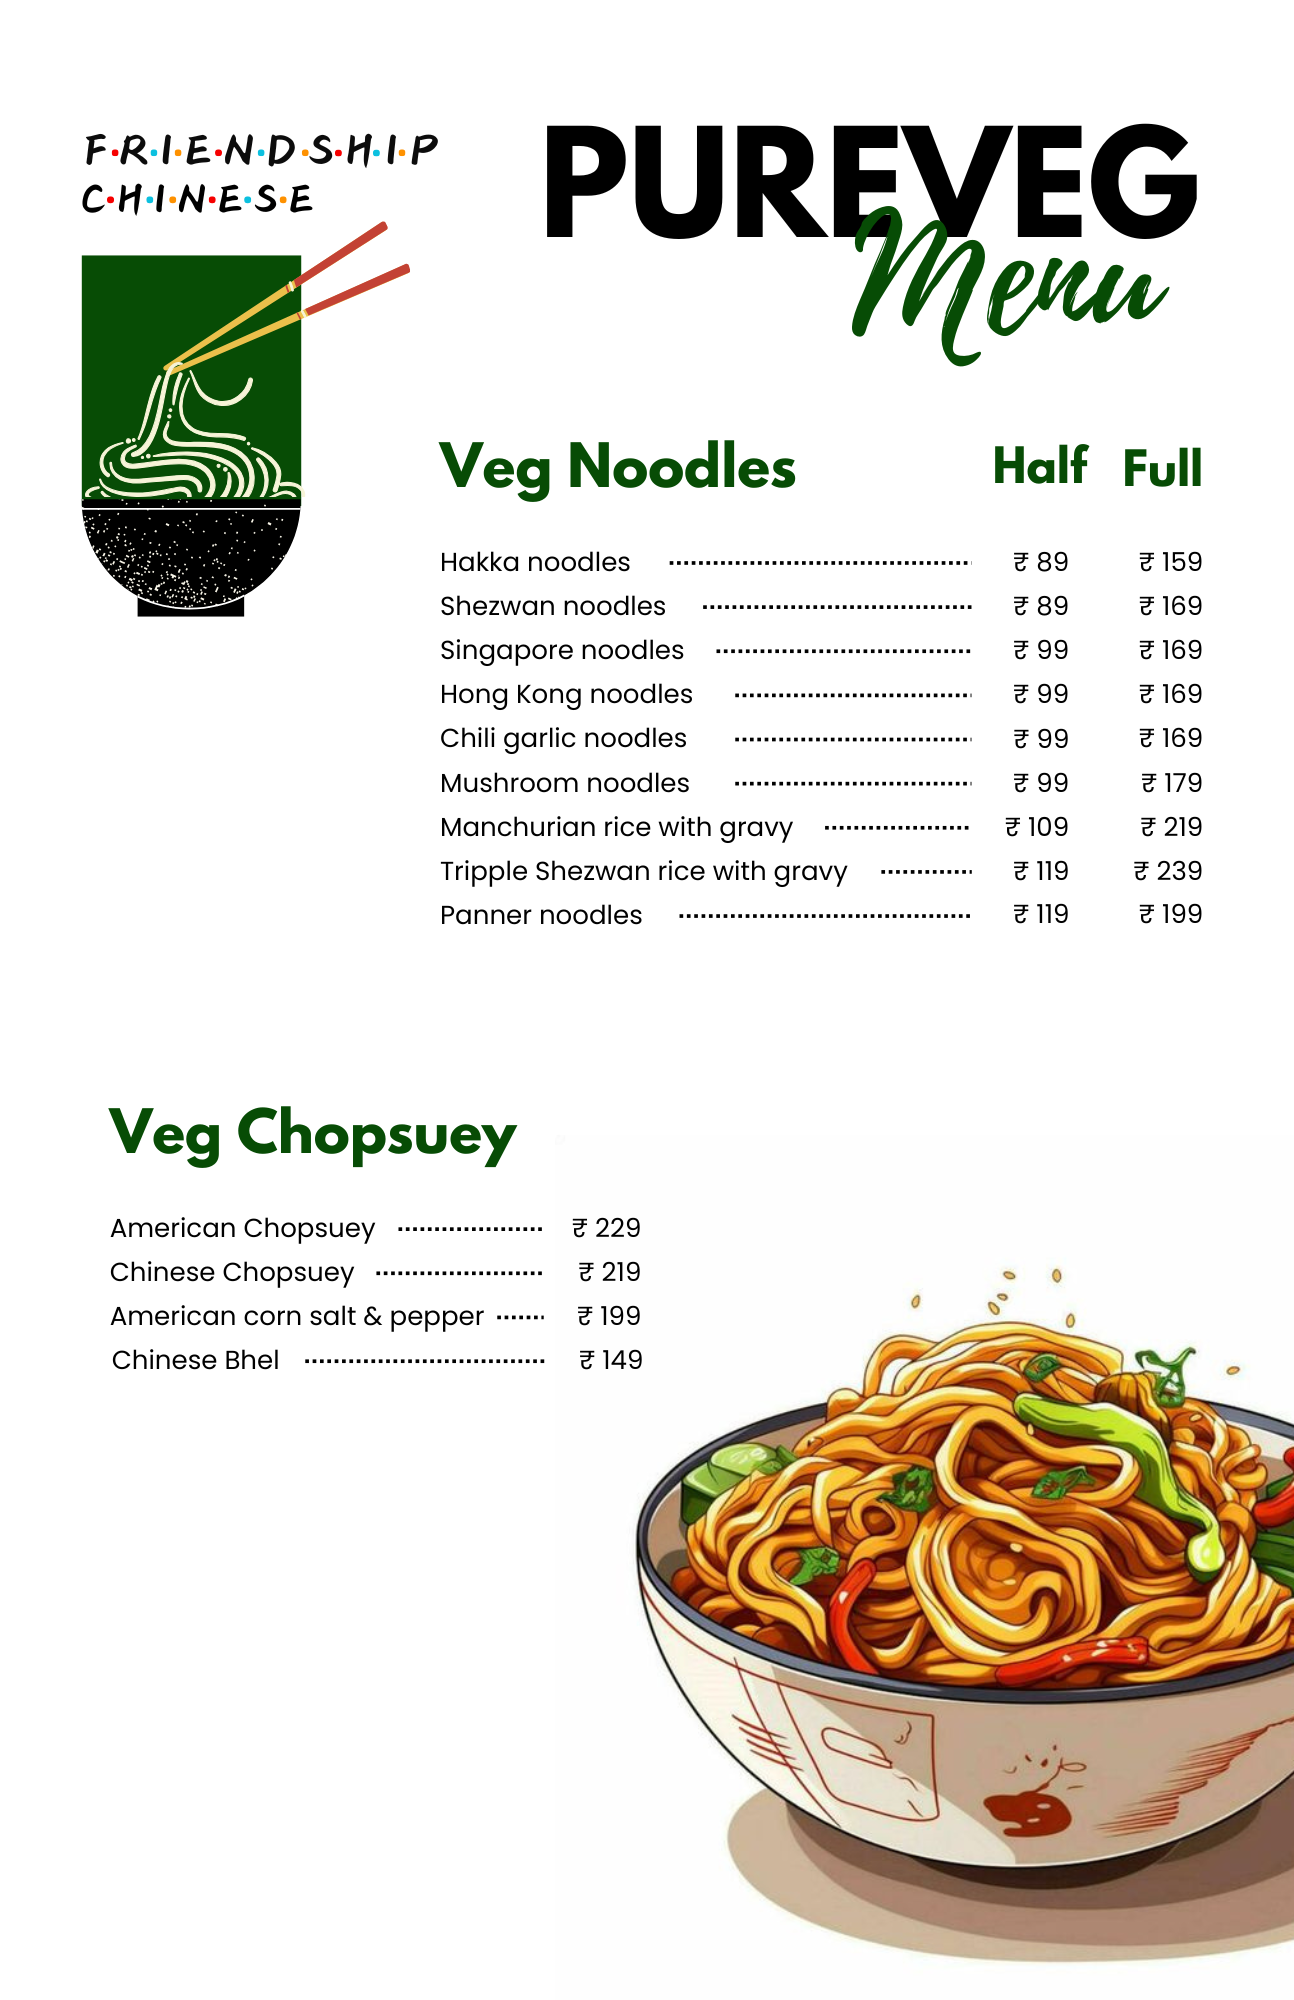 F·R·I·E·N·D·S·H·I·P
C·H·I·N·E·S·E
PUREVEG
Menu
Veg Noodles Half Full
Hakka noodles ₹ 89 ₹ 159
Shezwan noodles ₹ 89 ₹ 169
Singapore noodles ₹ 99 ₹ 169
Hong Kong noodles ₹ 99 ₹ 169
Chili garlic noodles ₹ 99 ₹ 169
Mushroom noodles ₹ 99 ₹ 179
Manchurian rice with gravy ₹ 109 ₹ 219
Tripple Shezwan rice with gravy ₹ 119 ₹ 239
Panner noodles ₹ 119 ₹ 199
Veg Chopsuey
American Chopsuey ₹ 229
Chinese Chopsuey ₹ 219
American corn salt & pepper ₹ 199
Chinese Bhel ₹ 149